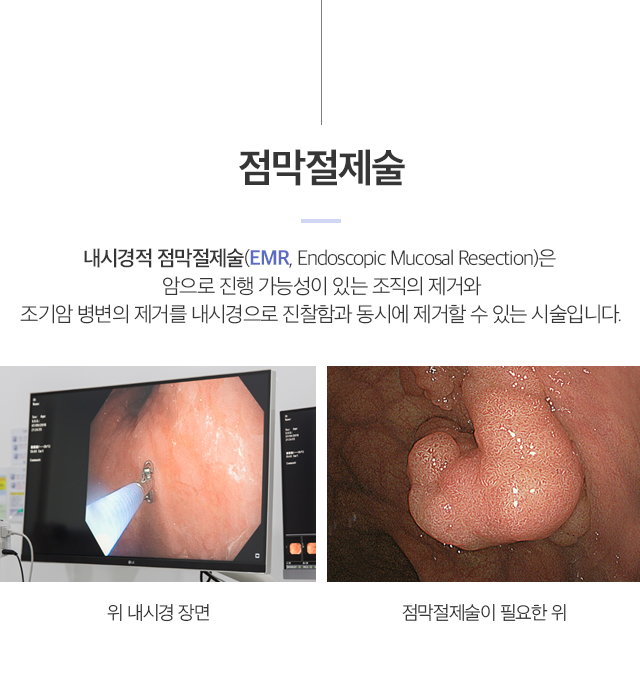 점막절제술
내시경적 점막절제술(EMR, Endoscopic Mucosal Resection)은
암으로 진행 가능성이 있는 조직의 제거와
조기암 병변의 제거를 내시경으로 진찰함과 동시에 제거할 수 있는 시술입니다.
위 내시경 장면
점막절제술이 필요한 위